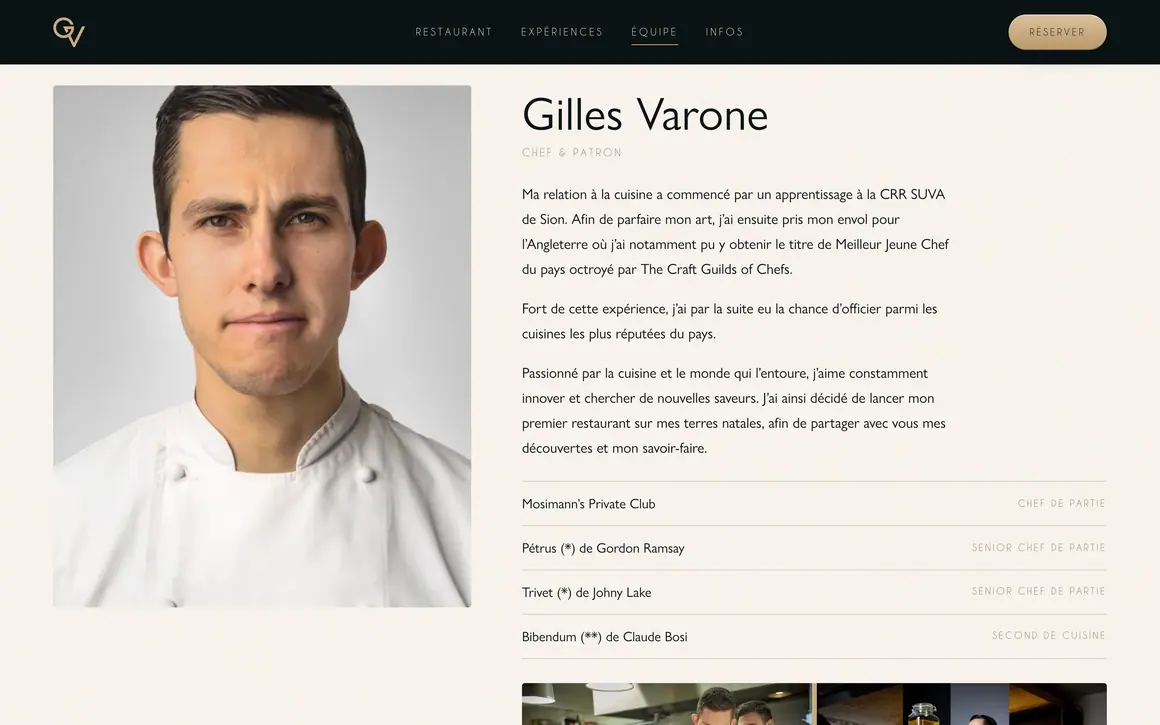 GV
RESTAURANT
EXPÉRIENCES
ÉQUIPE
INFOS
RÉSERVER
Gilles Varone
CHEF & PATRON
Ma relation à la cuisine a commencé par un apprentissage à la CRR SUVA
de Sion. Afin de parfaire mon art, j’ai ensuite pris mon envol pour
l’Angleterre où j’ai notamment pu y obtenir le titre de Meilleur Jeune Chef
du pays octroyé par The Craft Guilds of Chefs.
Fort de cette expérience, j’ai par la suite eu la chance d’officier parmi les
cuisines les plus réputées du pays.
Passionné par la cuisine et le monde qui l’entoure, j’aime constamment
innover et chercher de nouvelles saveurs. J’ai ainsi décidé de lancer mon
premier restaurant sur mes terres natales, afin de partager avec vous mes
découvertes et mon savoir-faire.
Mosimann’s Private Club CHEF DE PARTIE
Pétrus (*) de Gordon Ramsay SENIOR CHEF DE PARTIE
Trivet (*) de Johny Lake SENIOR CHEF DE PARTIE
Bibendum (**) de Claude Bosi SECOND DE CUISINE